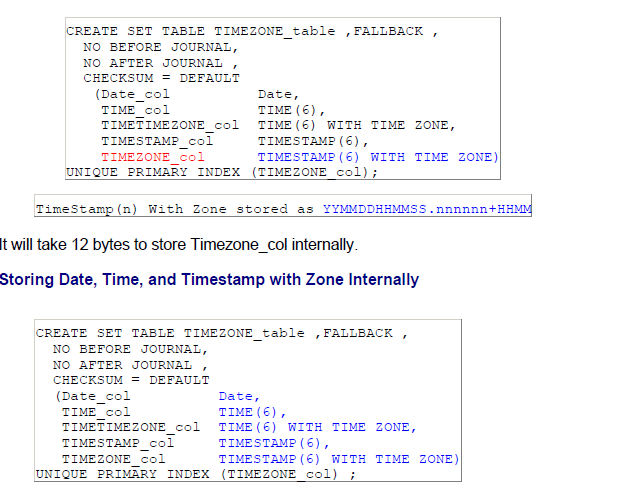 CREATE SET TABLE TIMEZONE_table ,FALLBACK ,
NO BEFORE JOURNAL,
NO AFTER JOURNAL ,
CHECKSUM = DEFAULT
(Date_col Date,
TIME_col TIME(6),
TIMETIMEZONE_col TIME(6) WITH TIME ZONE,
TIMESTAMP_col TIMESTAMP(6),
TIMEZONE_col TIMESTAMP(6) WITH TIME ZONE)
UNIQUE PRIMARY INDEX (TIMEZONE_col);
TimeStamp(n) With Zone stored as YYMMDDHHMMSS.nnnnnn+HHMM
It will take 12 bytes to store Timezone_col internally.
Storing Date, Time, and Timestamp with Zone Internally
CREATE SET TABLE TIMEZONE_table ,FALLBACK ,
NO BEFORE JOURNAL,
NO AFTER JOURNAL ,
CHECKSUM = DEFAULT
(Date_col Date,
TIME_col TIME(6),
TIMETIMEZONE_col TIME(6) WITH TIME ZONE,
TIMESTAMP_col TIMESTAMP(6),
TIMEZONE_col TIMESTAMP(6) WITH TIME ZONE)
UNIQUE PRIMARY INDEX (TIMEZONE_col) ;